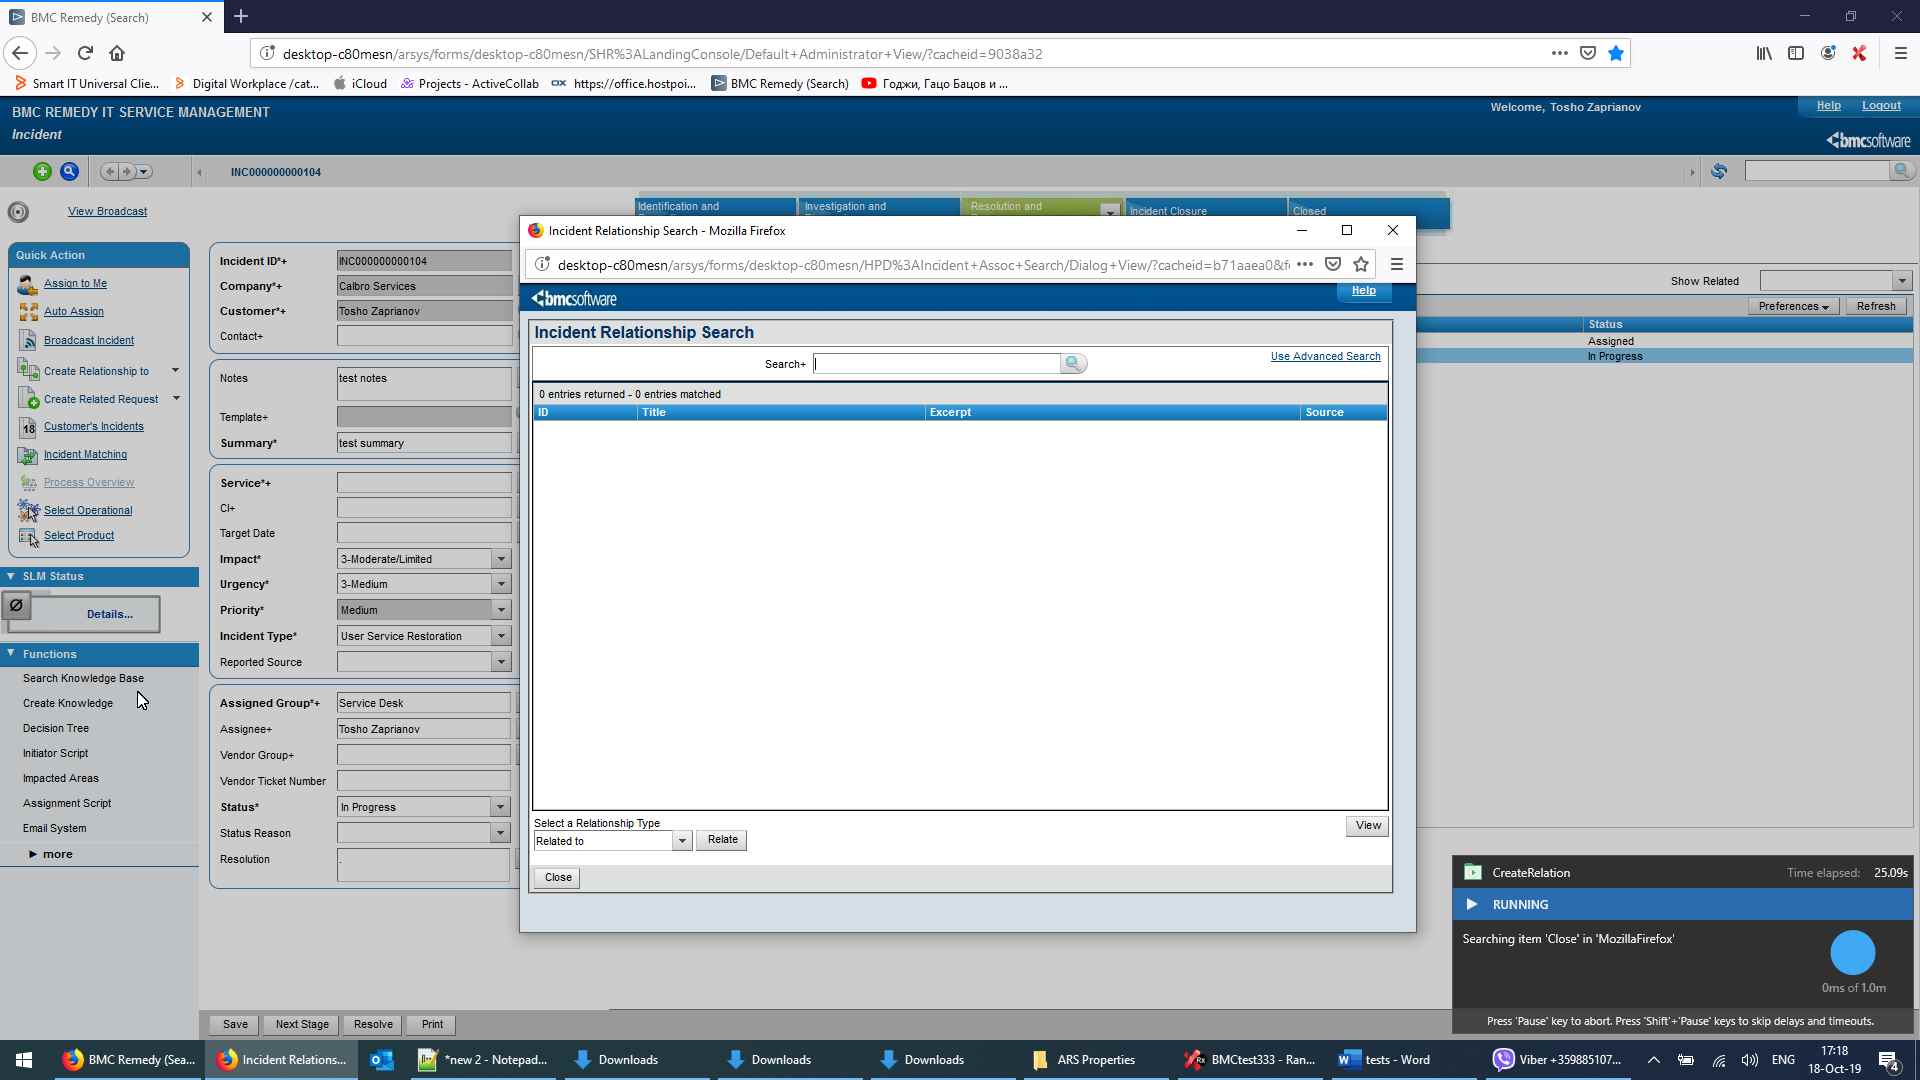 BMC Remedy (Search)
desktop-c80mesn/arsys/forms/desktop-c80mesn/SHR%3ALandingConsole/Default+Administrator+View/?cacheid=9038a32
Smart IT Universal Clie...
Digital Workplace /cat...
iCloud
Projects - ActiveCollab
https://office.hostpoi...
BMC Remedy (Search)
Годжи, Гацо Бацов и ...
BMC REMEDY IT SERVICE MANAGEMENT
Welcome, Tosho Zaprianov
Help
Logout
Incident
bmcsoftware
INC000000000104
View Broadcast
Identification and
Investigation and
Resolution and
Incident Closure
Closed
Quick Action
Assign to Me
Auto Assign
Broadcast Incident
Create Relationship to
Create Related Request
18
Customer's Incidents
Incident Matching
Process Overview
Select Operational
Select Product
SLM Status
Details...
Functions
Search Knowledge Base
Create Knowledge
Decision Tree
Initiator Script
Impacted Areas
Assignment Script
Email System
more
Incident ID*+ INC000000000104
Company*+ Calbro Services
Customer*+ Tosho Zaprianov
Contact+
Notes test notes
Template+
Summary* test summary
Service*+
CI+
Target Date
Impact* 3-Moderate/Limited
Urgency* 3-Medium
Priority* Medium
Incident Type* User Service Restoration
Reported Source
Assigned Group*+ Service Desk
Assignee+ Tosho Zaprianov
Vendor Group+
Vendor Ticket Number
Status* In Progress
Status Reason
Resolution .
Save
Next Stage
Resolve
Print
Incident Relationship Search - Mozilla Firefox
desktop-c80mesn/arsys/forms/desktop-c80mesn/HPD%3AIncident+Assoc+Search/Dialog+View/?cacheid=b71aaea0&f
bmcsoftware
Help
Incident Relationship Search
Search+
Use Advanced Search
0 entries returned - 0 entries matched
ID Title Excerpt Source
Select a Relationship Type
Related to
Relate
View
Close
Show Related
Preferences
Refresh
Status
Assigned
In Progress
CreateRelation
Time elapsed: 25.09s
RUNNING
Searching item 'Close' in 'MozillaFirefox'
0ms of 1.0m
Press 'Pause' key to abort. Press 'Shift'+'Pause' keys to skip delays and timeouts.
BMC Remedy (Sea...
Incident Relations...
*new 2 - Notepad...
Downloads
Downloads
Downloads
ARS Properties
BMCtest333 - Ran...
tests - Word
Viber +359885107...
ENG
17:18
18-Oct-19
4